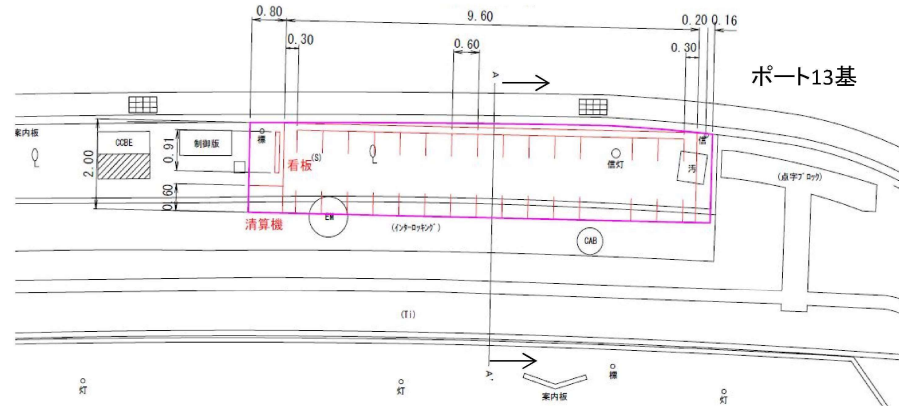 0.80
9.60
0.20
0.16
0.30
0.60
0.30
A
ポート13基
案内板
CCBE
制御版
0.91
標
(S)
看板
信灯
信
汚
(点字ブロック)
2.00
0.60
清算機
EM
(インターロッキング)
CAB
(Ti)
A'
標
灯
灯
案内板
灯